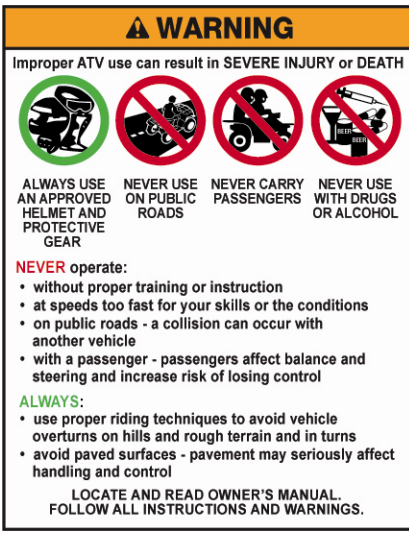 WARNING
Improper ATV use can result in SEVERE INJURY or DEATH
BEER
BEER
ALWAYS USE
AN APPROVED
HELMET AND
PROTECTIVE
GEAR
NEVER USE
ON PUBLIC
ROADS
NEVER CARRY
PASSENGERS
NEVER USE
WITH DRUGS
OR ALCOHOL
NEVER operate:
• without proper training or instruction
• at speeds too fast for your skills or the conditions
• on public roads - a collision can occur with
another vehicle
• with a passenger - passengers affect balance and
steering and increase risk of losing control
ALWAYS:
• use proper riding techniques to avoid vehicle
overturns on hills and rough terrain and in turns
• avoid paved surfaces - pavement may seriously affect
handling and control
LOCATE AND READ OWNER'S MANUAL.
FOLLOW ALL INSTRUCTIONS AND WARNINGS.